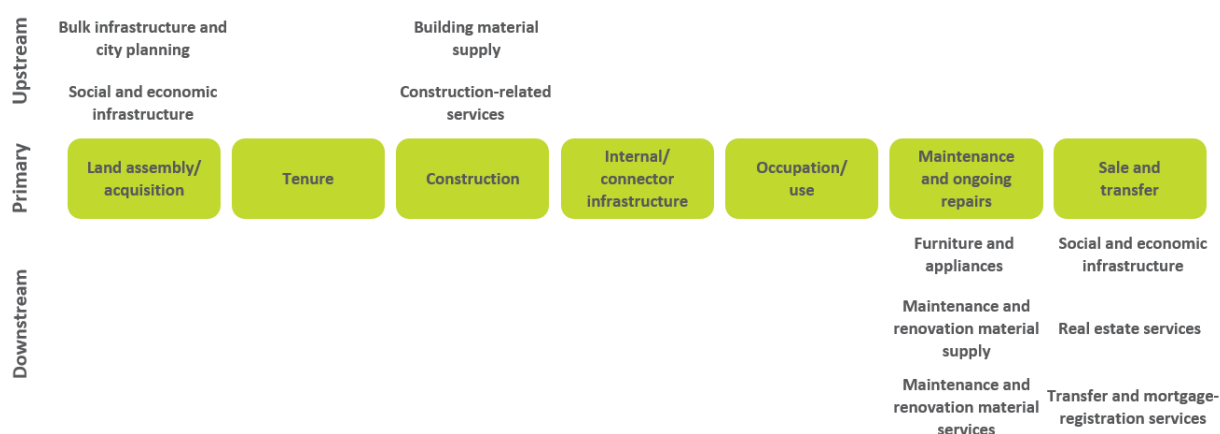 Upstream
Bulk infrastructure and
city planning
Social and economic
infrastructure
Building material
supply
Construction-related
services
Primary
Land assembly/
acquisition
Tenure
Construction
Internal/
connector
infrastructure
Occupation/
use
Maintenance
and ongoing
repairs
Sale and
transfer
Downstream
Furniture and
appliances
Maintenance and
renovation material
supply
Maintenance and
renovation material
services
Social and economic
infrastructure
Real estate services
Transfer and mortgage-
registration services